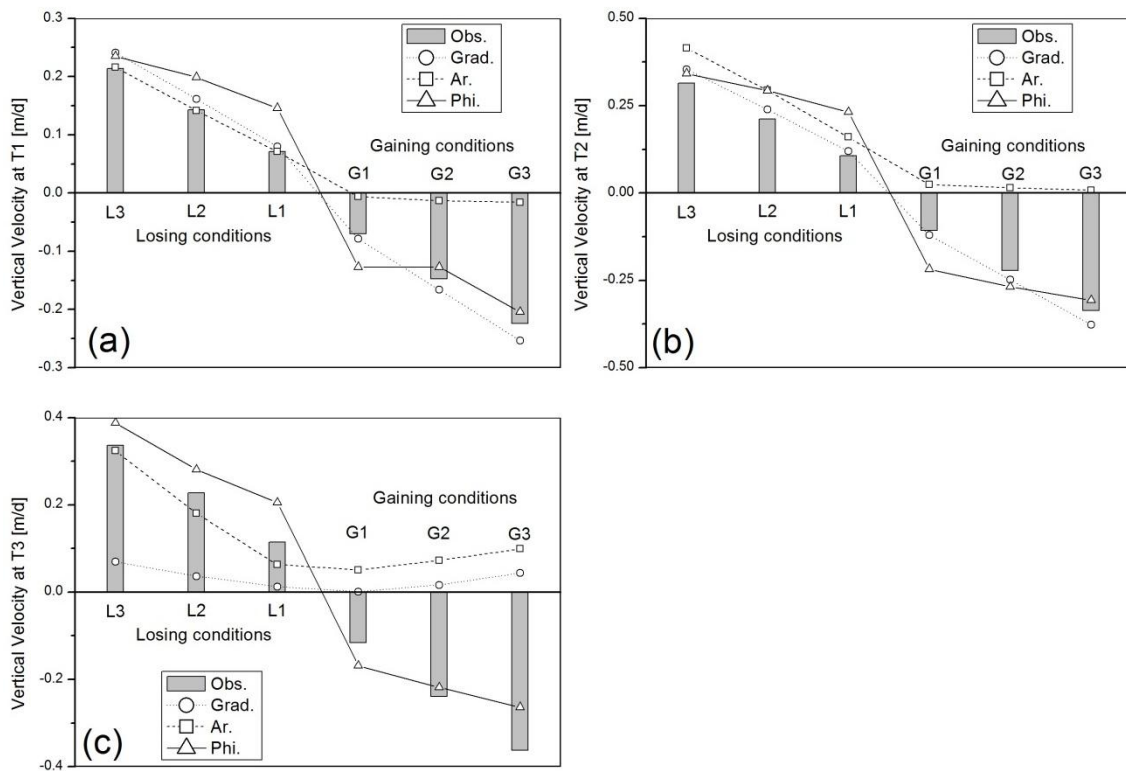 Vertical Velocity at T1 [m/d]
0.3
0.2
0.1
0.0
-0.1
-0.2
-0.3
Obs.
Grad.
Ar.
Phi.
Gaining conditions
G1 G2 G3
L3 L2 L1
Losing conditions
(a)
Vertical Velocity at T2 [m/d]
0.50
0.25
0.00
-0.25
-0.50
Obs.
Grad.
Ar.
Phi.
Gaining conditions
G1 G2 G3
L3 L2 L1
Losing conditions
(b)
Vertical Velocity at T3 [m/d]
0.4
0.2
0.0
-0.2
-0.4
Gaining conditions
G1 G2 G3
L3 L2 L1
Losing conditions
Obs.
Grad.
Ar.
Phi.
(c)